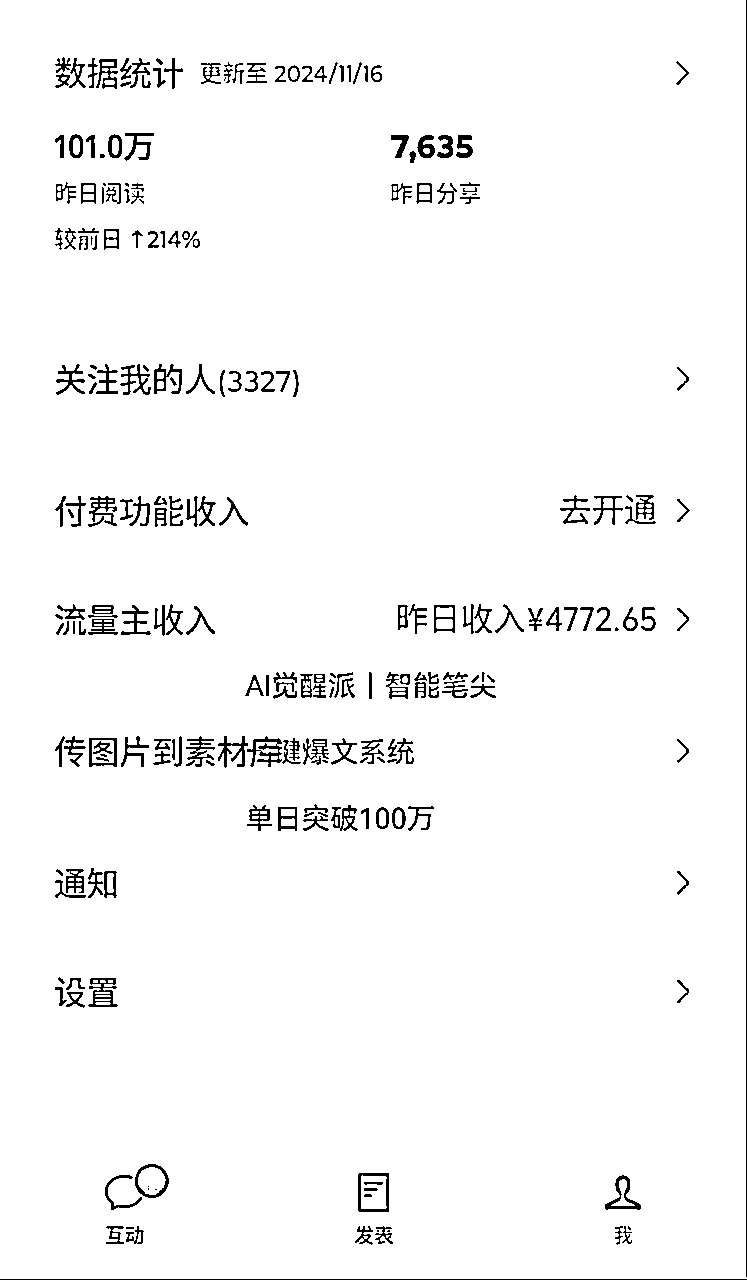 数据统计 更新至 2024/11/16
101.0万 7,635
昨日阅读 昨日分享
较前日 ↑214%
关注我的人(3327)
付费功能收入 去开通
流量主收入 昨日收入¥4772.65
AI觉醒派 | 智能笔尖
传图片到素材库
一键爆文系统
单日突破100万
通知
设置
互动 发表 我